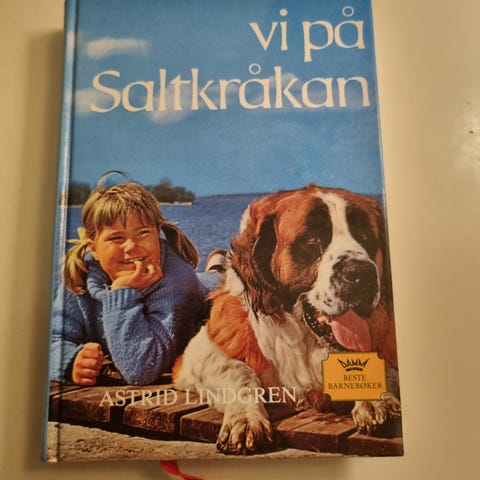 vi på
Saltkråkan
DAMM
BESTE
BARNEBØKER
ASTRID LINDGREN